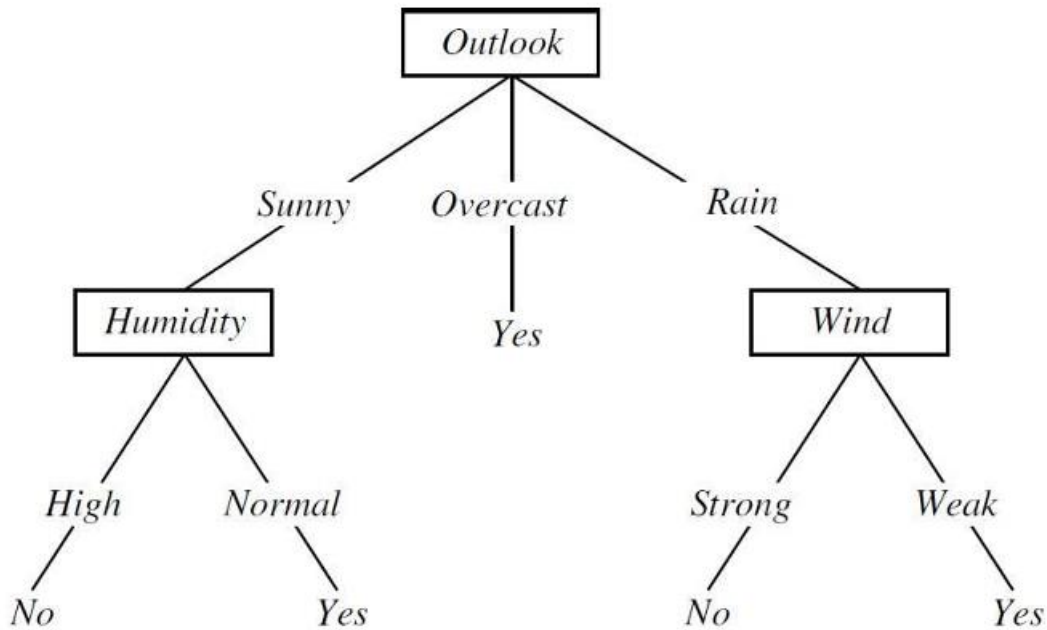 Outlook
Sunny Overcast Rain
Humidity Yes Wind
High Normal Strong Weak
No Yes No Yes